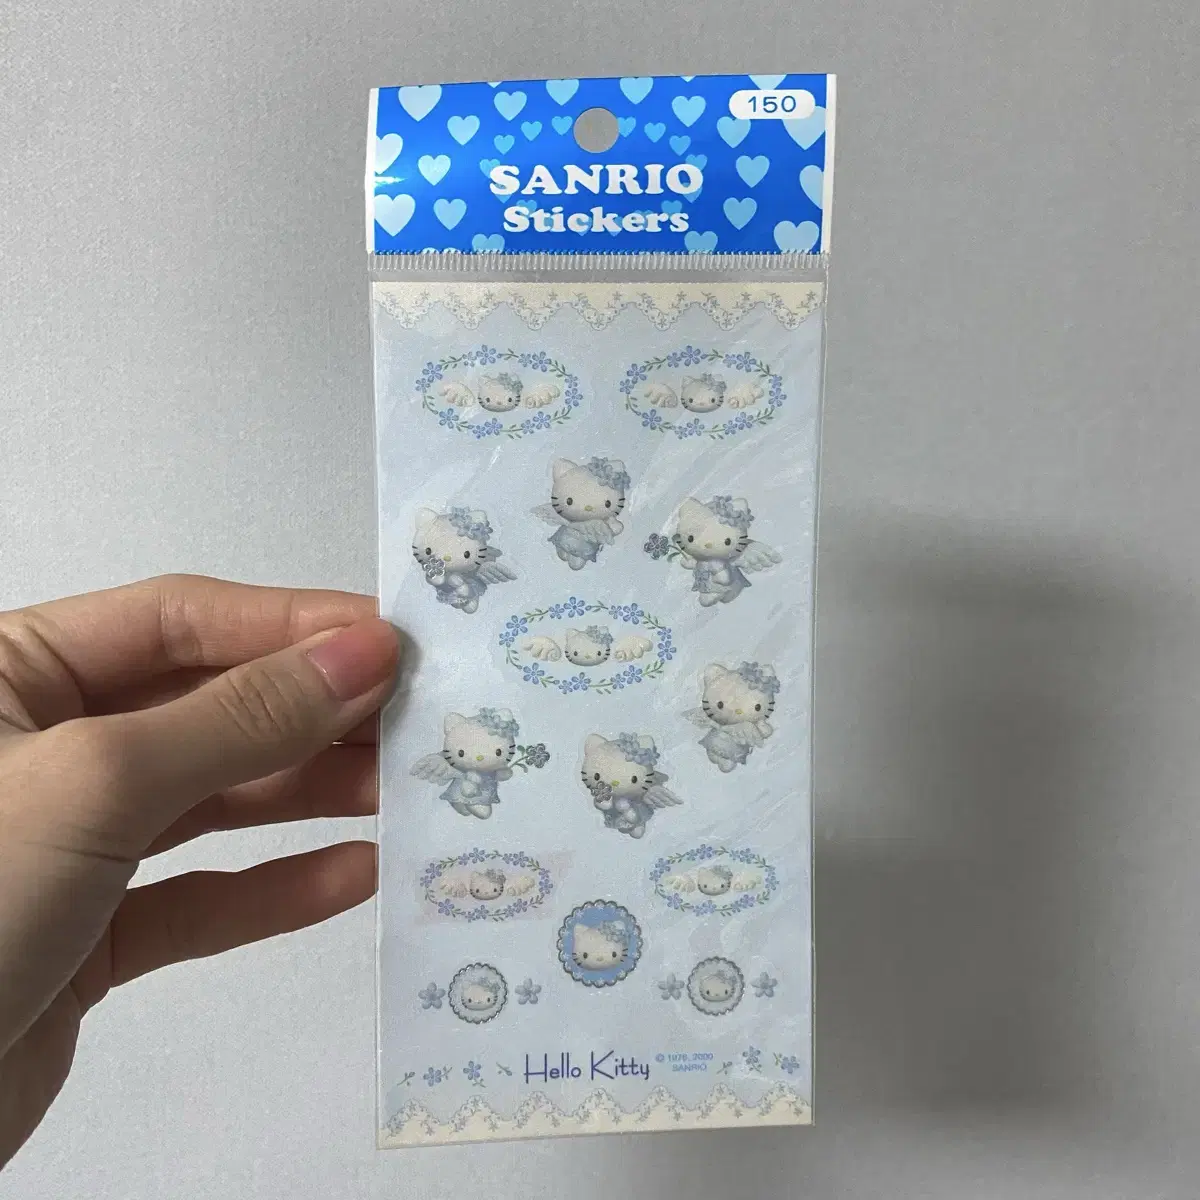 150
SANRIO
Stickers
Hello Kitty
© 1976, 2000
SANRIO